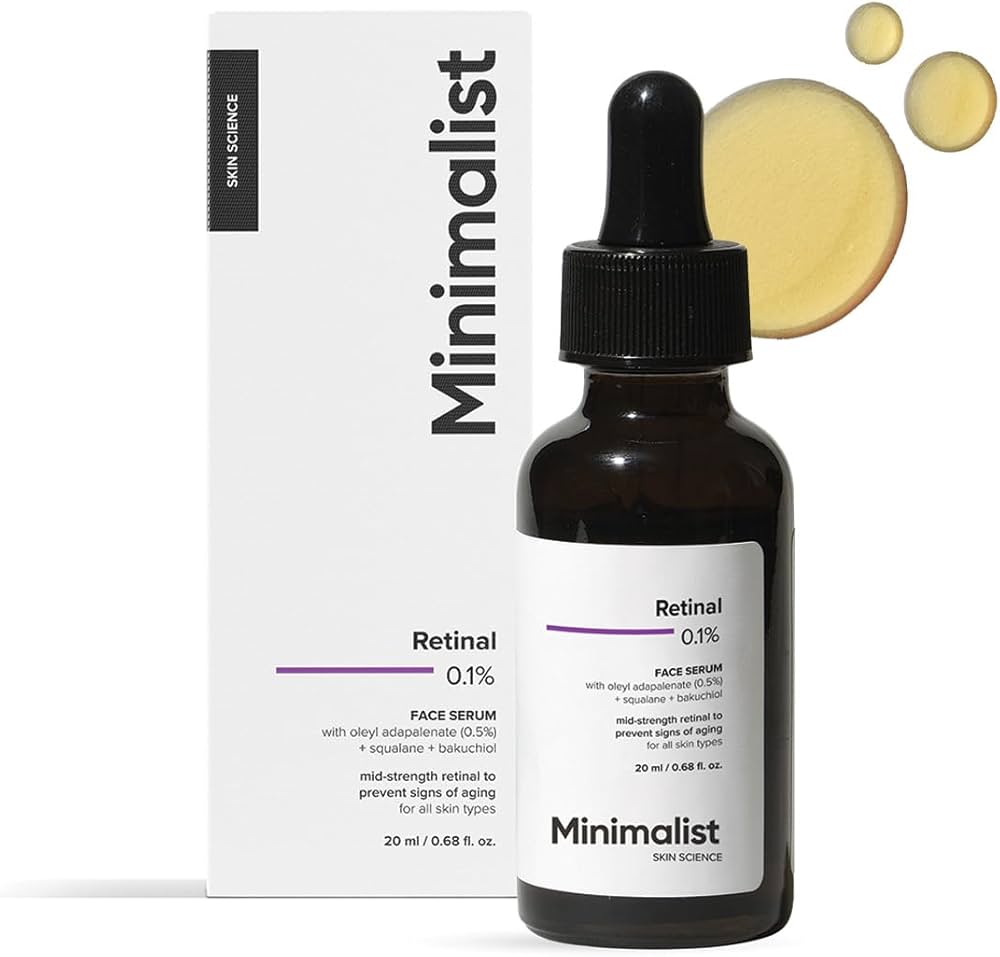 SKIN SCIENCE
Minimalist
Retinal
0.1%
FACE SERUM
with oleyl adapalenate (0.5%)
+ squalane + bakuchiol
mid-strength retinal to
prevent signs of aging
for all skin types
20 ml / 0.68 fl. oz.
Retinal
0.1%
FACE SERUM
with oleyl adapalenate (0.5%)
+ squalane + bakuchiol
mid-strength retinal to
prevent signs of aging
for all skin types
20 ml / 0.68 fl. oz.
Minimalist
SKIN SCIENCE